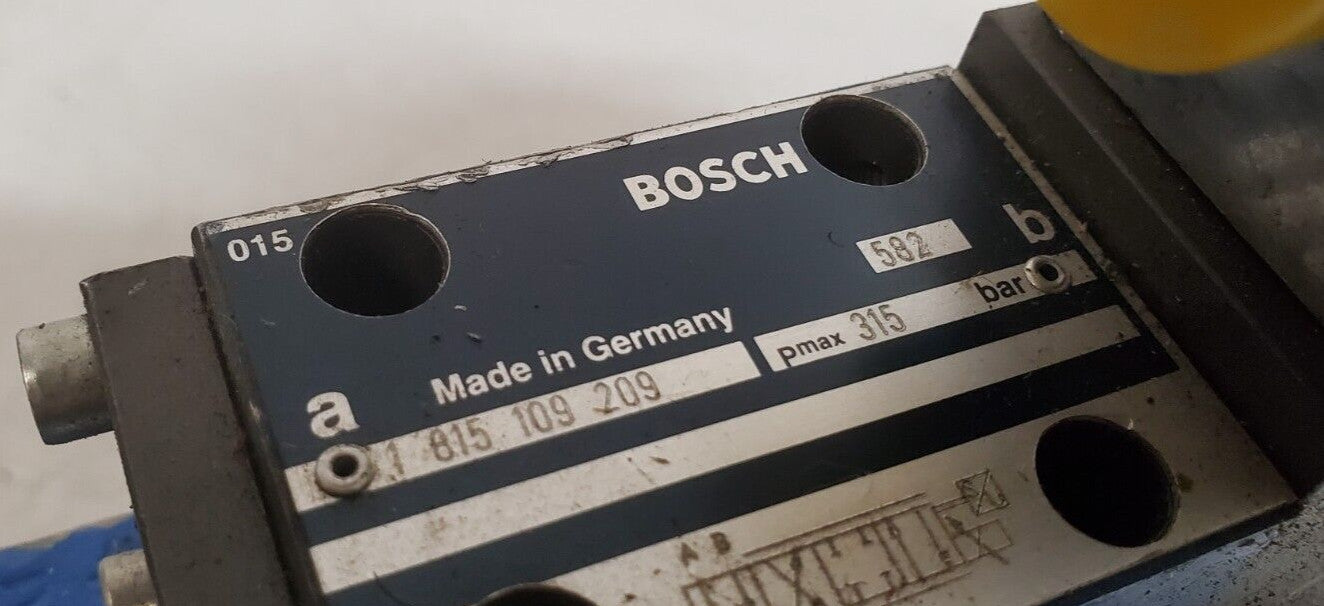 BOSCH
015
582
b
Made in Germany
pmax 315 bar
a
1 815 109 209
A B